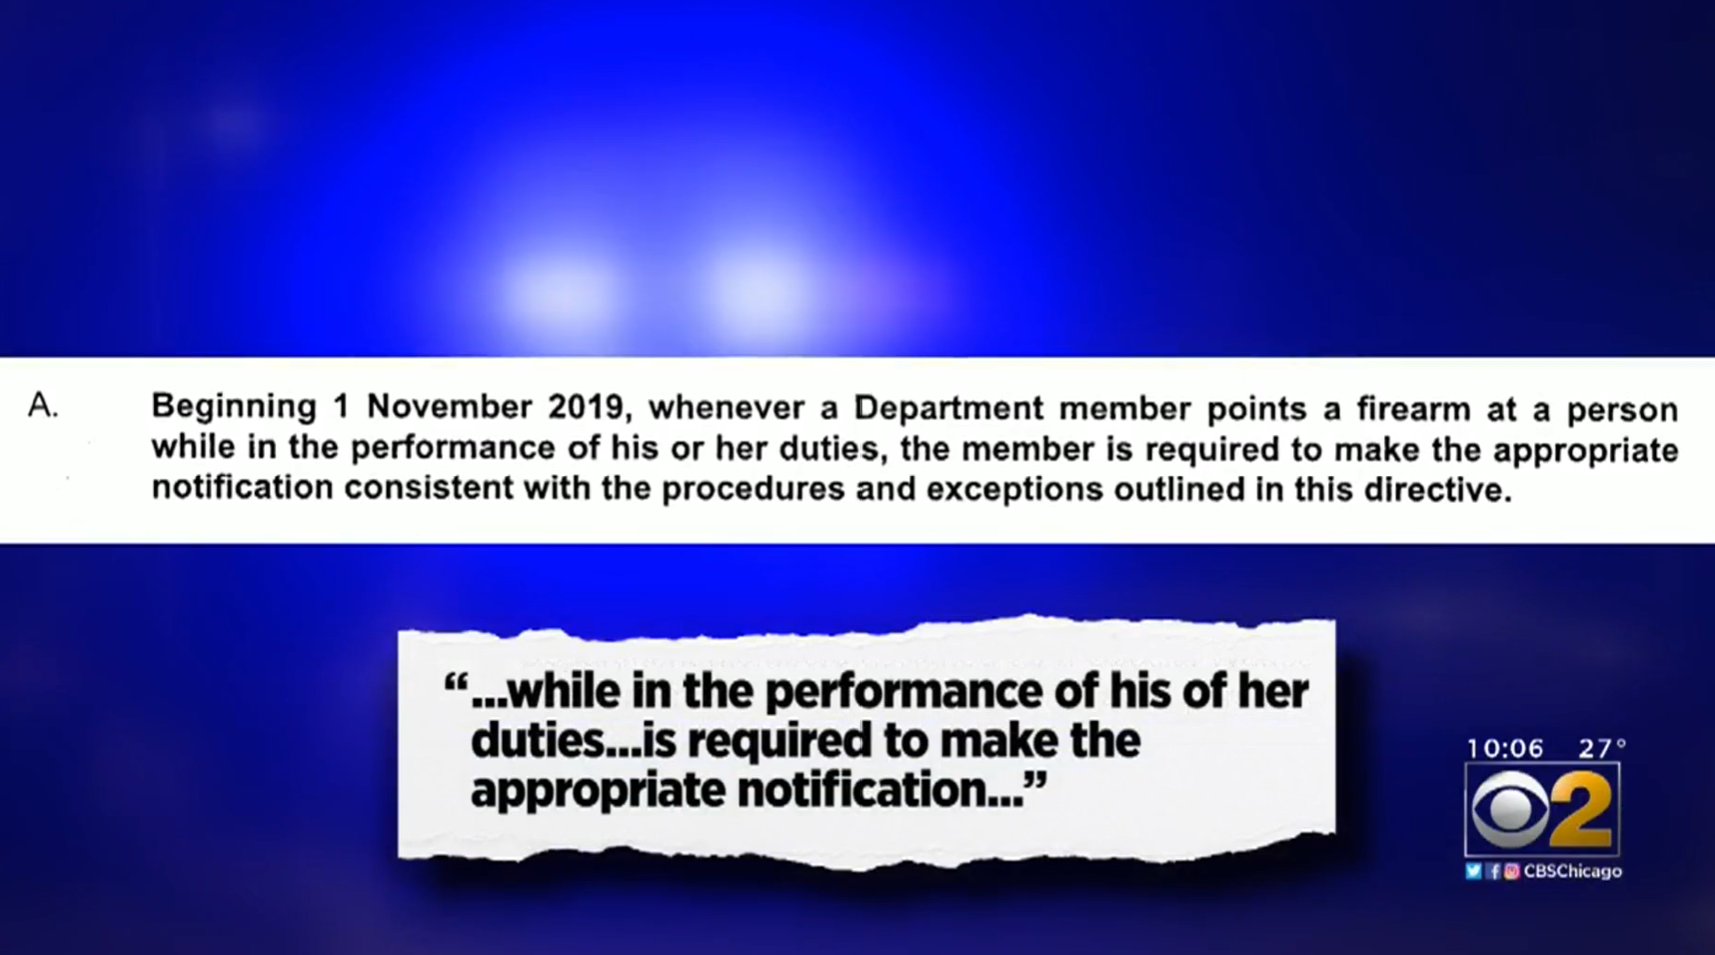 A. Beginning 1 November 2019, whenever a Department member points a firearm at a person
while in the performance of his or her duties, the member is required to make the appropriate
notification consistent with the procedures and exceptions outlined in this directive.
“...while in the performance of his of her
duties...is required to make the
appropriate notification...”
10:06 27°
2
CBSChicago